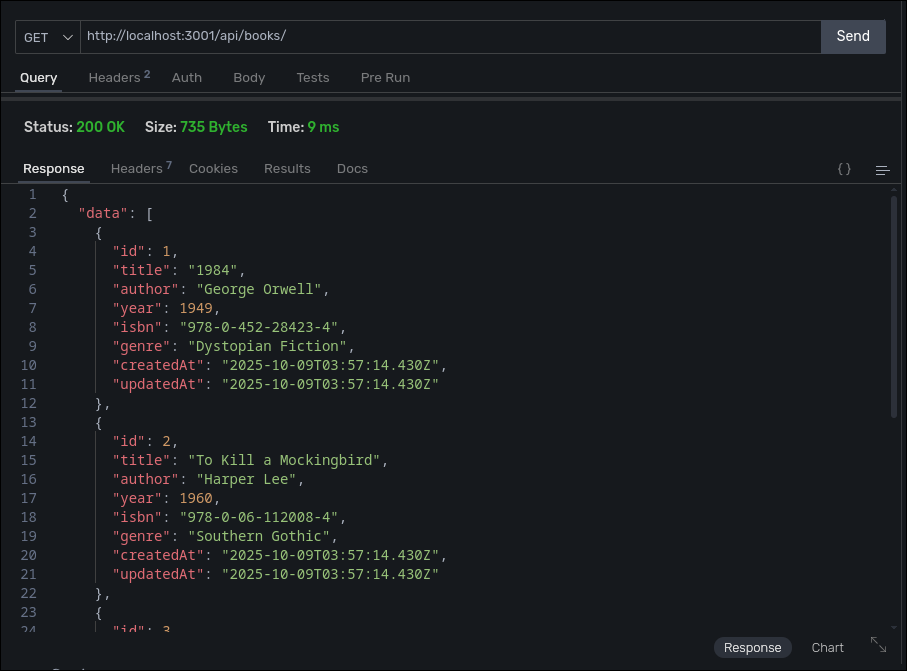 GET http://localhost:3001/api/books/ Send
Query Headers 2 Auth Body Tests Pre Run
Status: 200 OK Size: 735 Bytes Time: 9 ms
Response Headers 7 Cookies Results Docs {}
1 {
2 "data": [
3 {
4 "id": 1,
5 "title": "1984",
6 "author": "George Orwell",
7 "year": 1949,
8 "isbn": "978-0-452-28423-4",
9 "genre": "Dystopian Fiction",
10 "createdAt": "2025-10-09T03:57:14.430Z",
11 "updatedAt": "2025-10-09T03:57:14.430Z"
12 },
13 {
14 "id": 2,
15 "title": "To Kill a Mockingbird",
16 "author": "Harper Lee",
17 "year": 1960,
18 "isbn": "978-0-06-112008-4",
19 "genre": "Southern Gothic",
20 "createdAt": "2025-10-09T03:57:14.430Z",
21 "updatedAt": "2025-10-09T03:57:14.430Z"
22 },
23 {
24 "id": 3
Response Chart